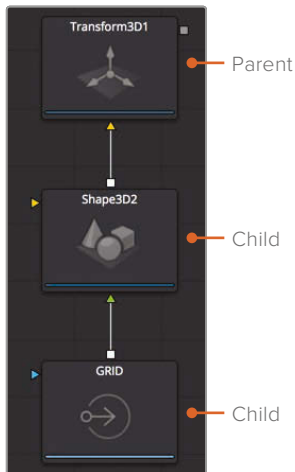 Transform3D1
Parent
Shape3D2
Child
GRID
Child